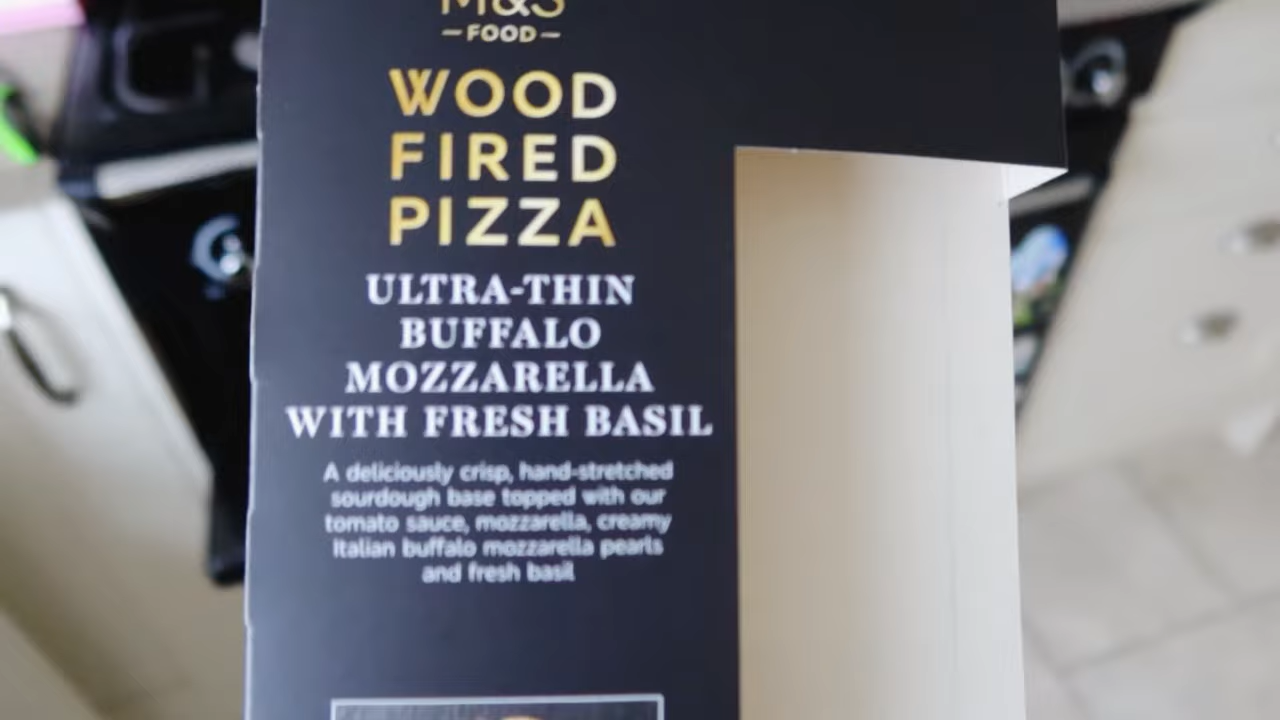 M&S
—FOOD—
WOOD
FIRED
PIZZA
ULTRA-THIN
BUFFALO
MOZZARELLA
WITH FRESH BASIL
A deliciously crisp, hand-stretched
sourdough base topped with our
tomato sauce, mozzarella, creamy
Italian buffalo mozzarella pearls
and fresh basil